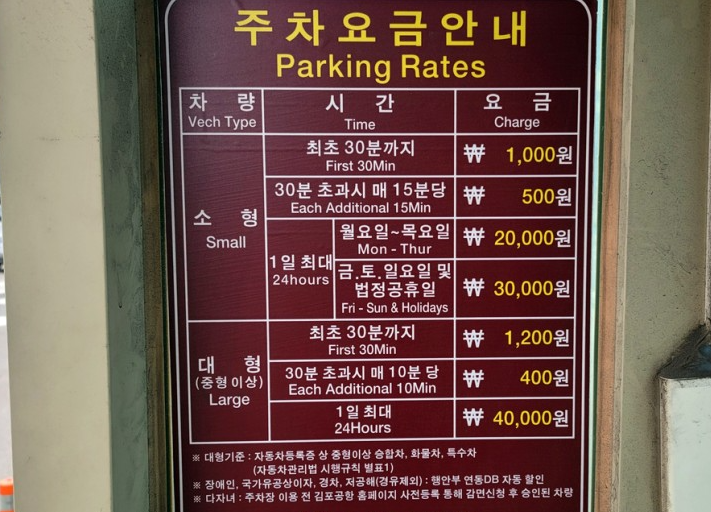 주차요금안내
Parking Rates
차 량 시 간 요 금
Vech Type Time Charge
최초 30분까지 ₩ 1,000원
First 30Min
30분 초과시 매 15분당 ₩ 500원
Each Additional 15Min
소 형
Small
월요일~목요일 ₩ 20,000원
Mon - Thur
1일 최대
24hours
금.토.일요일 및
법정공휴일 ₩ 30,000원
Fri - Sun & Holidays
최초 30분까지 ₩ 1,200원
First 30Min
대 형
(중형이상)
Large
30분 초과시 매 10분 당 ₩ 400원
Each Additional 10Min
1일 최대 ₩ 40,000원
24Hours
※ 대형기준 : 자동차등록증 상 중형이상 승합차, 화물차, 특수차
(자동차관리법 시행규칙 별표1)
※ 장애인, 국가유공상이자, 경차, 저공해(경유제외) : 행안부 연동DB 자동 할인
※ 다자녀 : 주차장 이용 전 김포공항 홈페이지 사전등록 통해 감면신청 후 승인된 차량